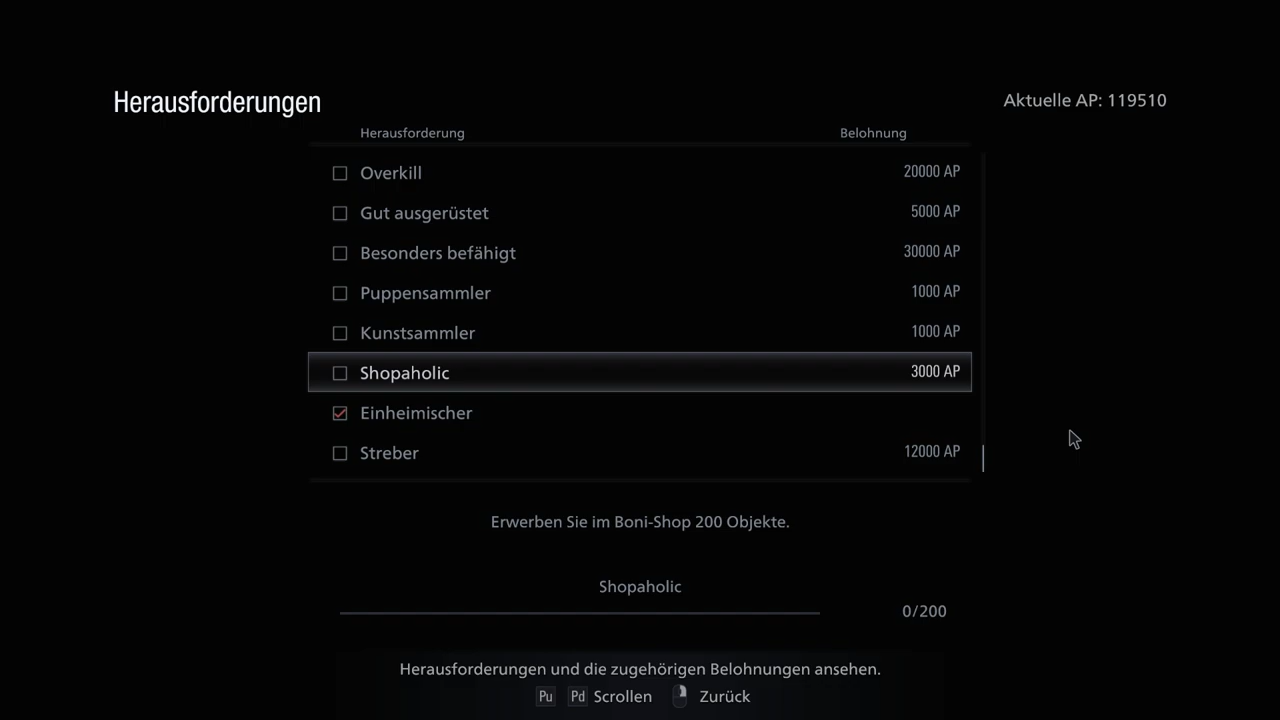 Herausforderungen
Aktuelle AP: 119510
Herausforderung Belohnung
Overkill 20000 AP
Gut ausgerüstet 5000 AP
Besonders befähigt 30000 AP
Puppensammler 1000 AP
Kunstsammler 1000 AP
Shopaholic 3000 AP
Einheimischer
Streber 12000 AP
Erwerben Sie im Boni-Shop 200 Objekte.
Shopaholic
0/200
Herausforderungen und die zugehörigen Belohnungen ansehen.
Pu Pd Scrollen Zurück